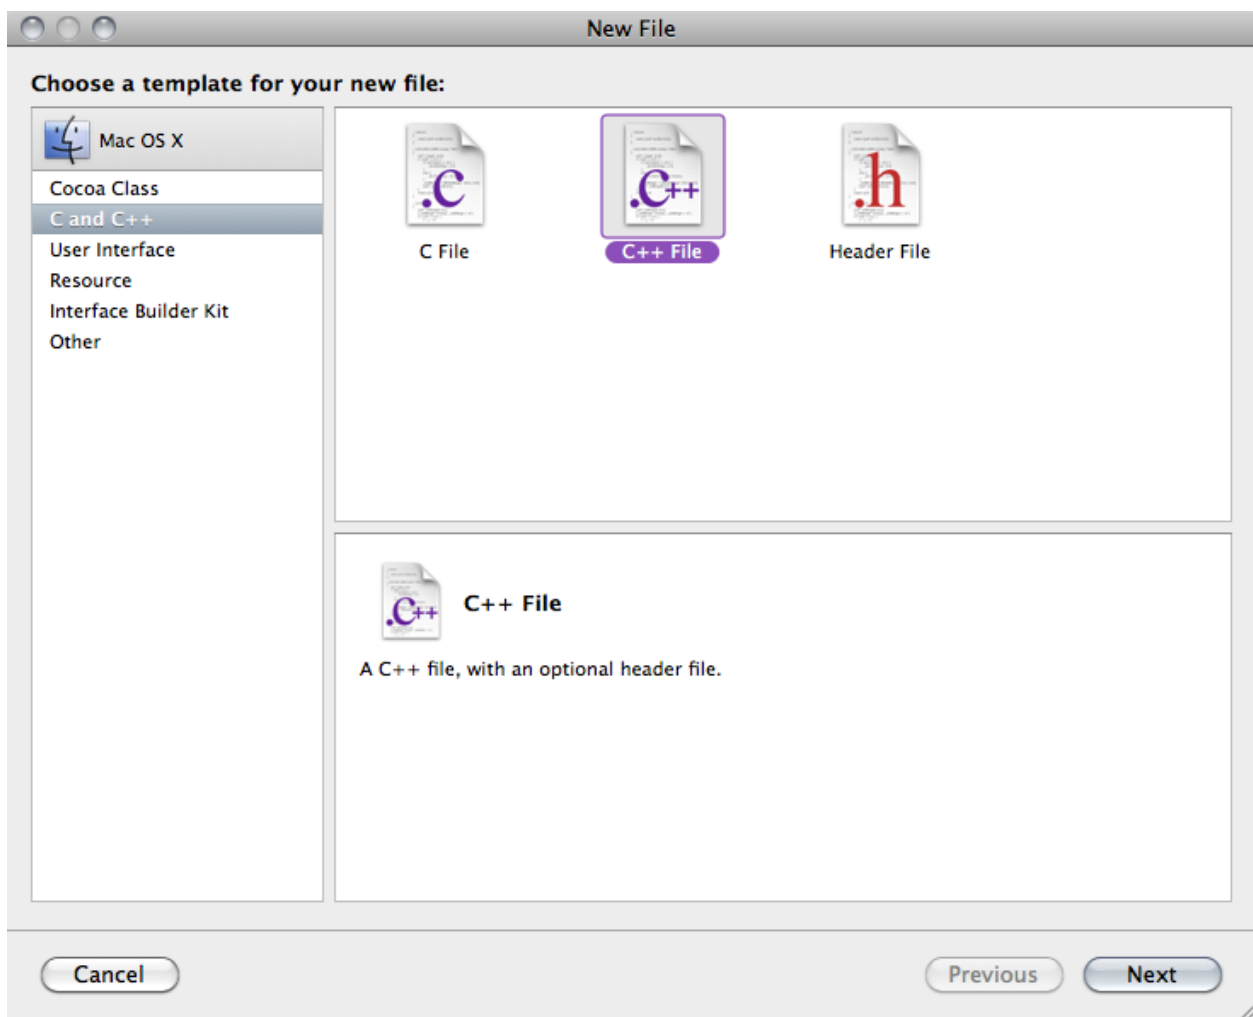 New File
Choose a template for your new file:
Mac OS X
Cocoa Class
C and C++
User Interface
Resource
Interface Builder Kit
Other
.C
.C++
.h
C File
C++ File
Header File
.C++
C++ File
A C++ file, with an optional header file.
Cancel
Previous
Next